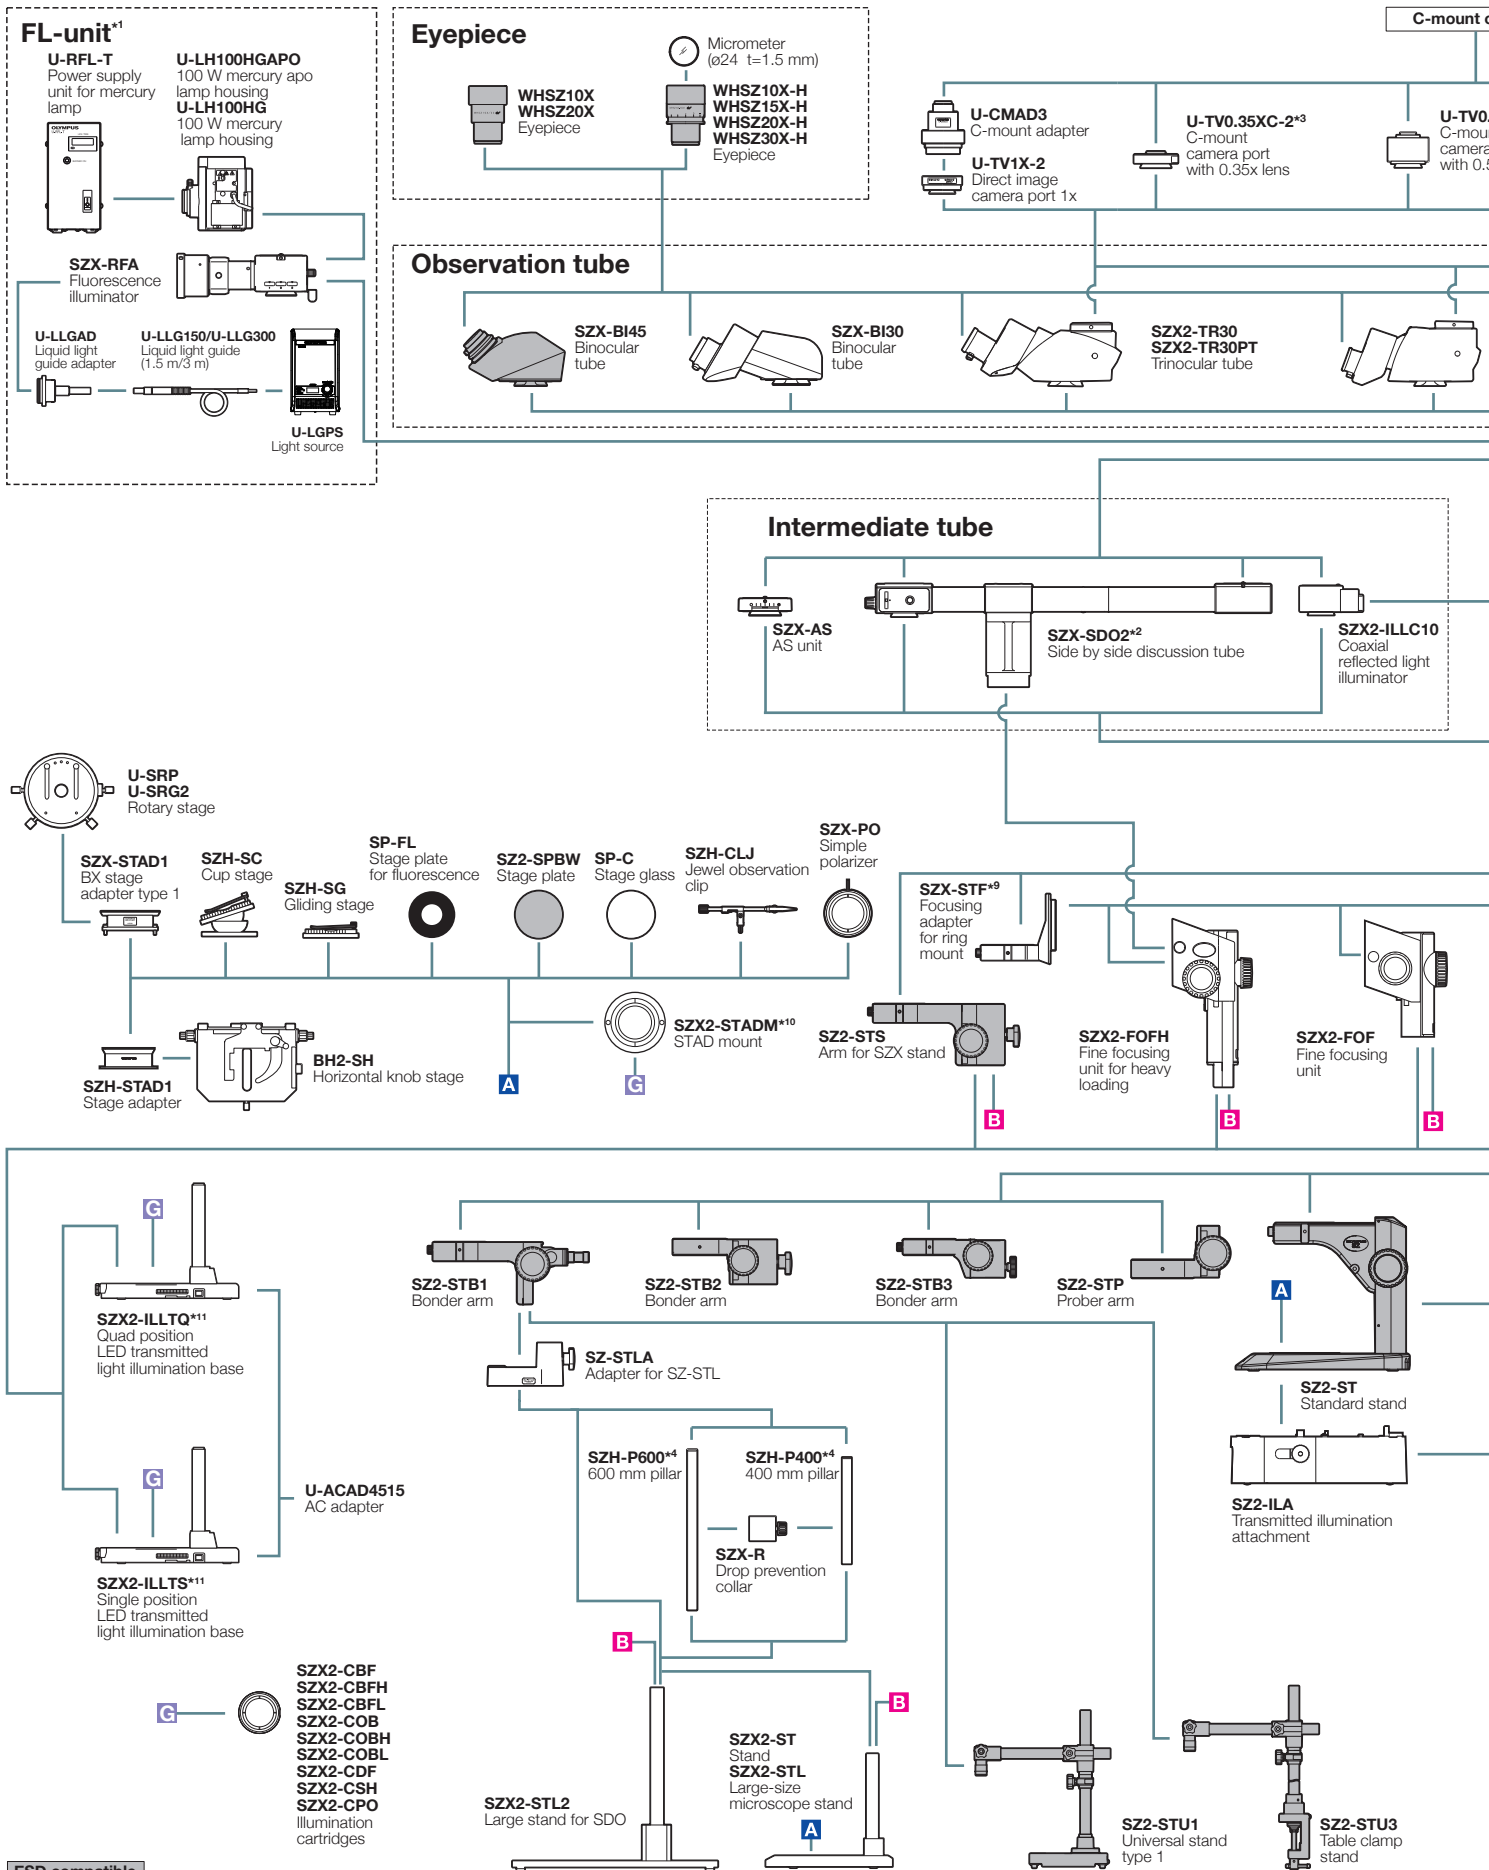 FL-unit*1
U-RFL-T
Power supply
unit for mercury
lamp
U-LH100HGAPO
100 W mercury apo
lamp housing
U-LH100HG
100 W mercury
lamp housing
OLYMPUS
SZX-RFA
Fluorescence
illuminator
U-LLGAD
Liquid light
guide adapter
U-LLG150/U-LLG300
Liquid light guide
(1.5 m/3 m)
U-LGPS
Light source
Eyepiece
WHSZ10X
WHSZ20X
Eyepiece
Micrometer
(ø24 t=1.5 mm)
WHSZ10X-H
WHSZ15X-H
WHSZ20X-H
WHSZ30X-H
Eyepiece
C-mount c
U-CMAD3
C-mount adapter
U-TV1X-2
Direct image
camera port 1x
U-TV0.35XC-2*3
C-mount
camera port
with 0.35x lens
U-TV0.
C-mou
camera
with 0.5
Observation tube
SZX-BI45
Binocular
tube
SZX-BI30
Binocular
tube
SZX2-TR30
SZX2-TR30PT
Trinocular tube
Intermediate tube
SZX-AS
AS unit
SZX-SDO2*2
Side by side discussion tube
SZX2-ILLC10
Coaxial
reflected light
illuminator
U-SRP
U-SRG2
Rotary stage
SZX-STAD1
BX stage
adapter type 1
SZH-SC
Cup stage
SZH-SG
Gliding stage
SP-FL
Stage plate
for fluorescence
SZ2-SPBW
Stage plate
SP-C
Stage glass
SZH-CLJ
Jewel observation
clip
SZX-PO
Simple
polarizer
SZX-STF*9
Focusing
adapter
for ring
mount
SZH-STAD1
Stage adapter
BH2-SH
Horizontal knob stage
A
SZX2-STADM*10
STAD mount
G
SZ2-STS
Arm for SZX stand
B
SZX2-FOFH
Fine focusing
unit for heavy
loading
B
SZX2-FOF
Fine focusing
unit
B
G
SZX2-ILLTQ*11
Quad position
LED transmitted
light illumination base
G
SZX2-ILLTS*11
Single position
LED transmitted
light illumination base
U-ACAD4515
AC adapter
SZ2-STB1
Bonder arm
SZ2-STB2
Bonder arm
SZ2-STB3
Bonder arm
SZ2-STP
Prober arm
A
SZ2-ST
Standard stand
SZ2-ILA
Transmitted illumination
attachment
SZ-STLA
Adapter for SZ-STL
SZH-P600*4
600 mm pillar
SZH-P400*4
400 mm pillar
SZX-R
Drop prevention
collar
B
B
G
SZX2-CBF
SZX2-CBFH
SZX2-CBFL
SZX2-COB
SZX2-COBH
SZX2-COBL
SZX2-CDF
SZX2-CSH
SZX2-CPO
Illumination
cartridges
SZX2-STL2
Large stand for SDO
SZX2-ST
Stand
SZX2-STL
Large-size
microscope stand
A
SZ2-STU1
Universal stand
type 1
SZ2-STU3
Table clamp
stand
ESD compatible